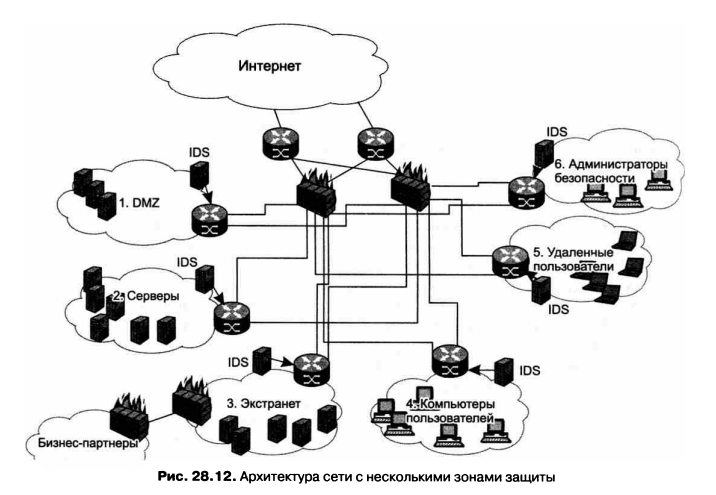 Интернет
IDS
IDS
6. Администраторы
безопасности
1. DMZ
5. Удаленные
пользователи
IDS
2. Серверы
IDS
IDS
IDS
3. Экстранет
4. Компьютеры
пользователей
Бизнес-партнеры
Рис. 28.12. Архитектура сети с несколькими зонами защиты